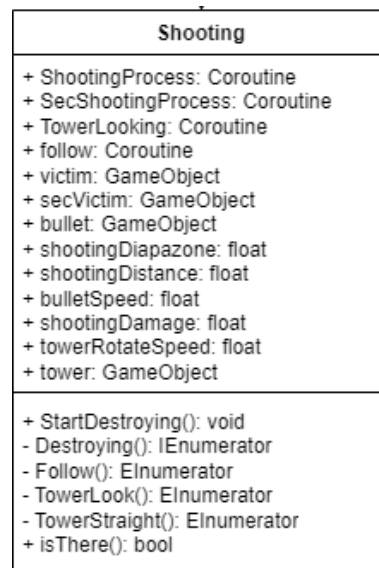 Shooting
+ ShootingProcess: Coroutine
+ SecShootingProcess: Coroutine
+ TowerLooking: Coroutine
+ follow: Coroutine
+ victim: GameObject
+ secVictim: GameObject
+ bullet: GameObject
+ shootingDiapazone: float
+ shootingDistance: float
+ bulletSpeed: float
+ shootingDamage: float
+ towerRotateSpeed: float
+ tower: GameObject
+ StartDestroying(): void
- Destroying(): IEnumerator
- Follow(): EInumerator
- TowerLook(): EInumerator
- TowerStraight(): EInumerator
+ isThere(): bool